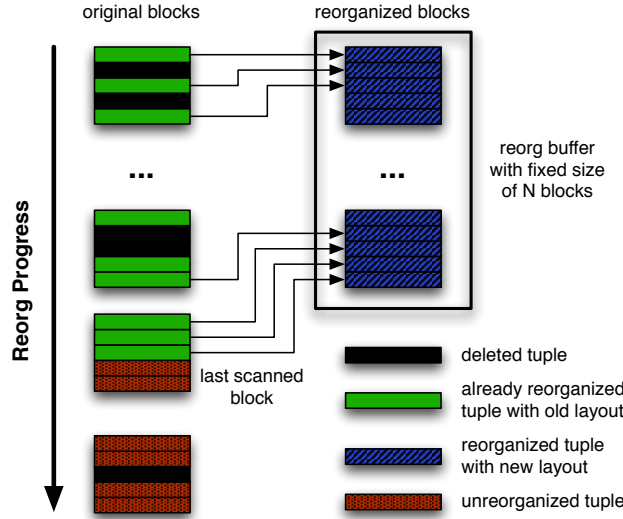 original blocks
reorganized blocks
...
...
reorg buffer
with fixed size
of N blocks
Reorg Progress
last scanned
block
deleted tuple
already reorganized
tuple with old layout
reorganized tuple
with new layout
unreorganized tuple